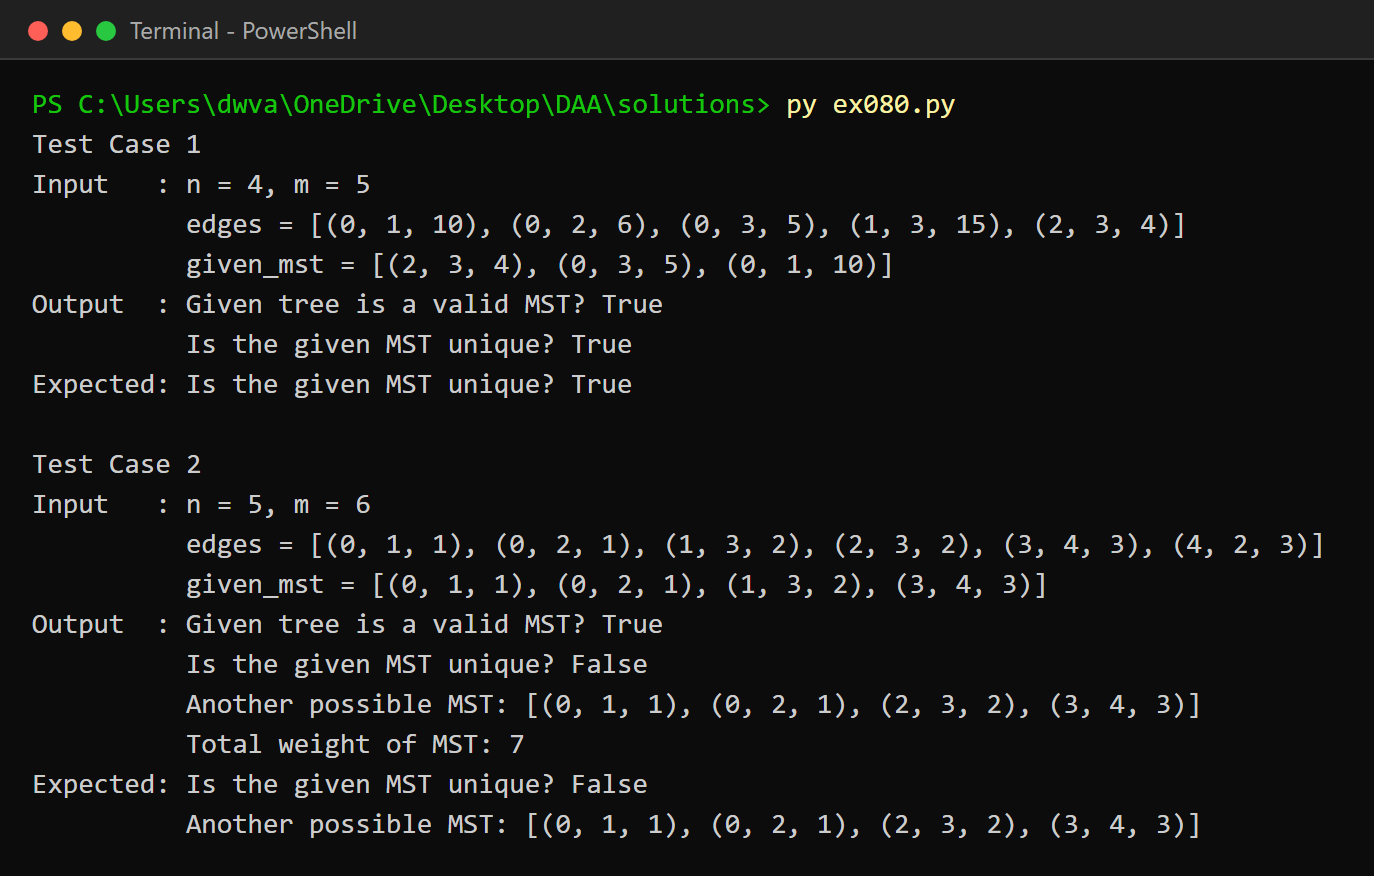 Terminal - PowerShell
PS C:\Users\dwva\OneDrive\Desktop\DAA\solutions> py ex080.py
Test Case 1
Input   : n = 4, m = 5
          edges = [(0, 1, 10), (0, 2, 6), (0, 3, 5), (1, 3, 15), (2, 3, 4)]
          given_mst = [(2, 3, 4), (0, 3, 5), (0, 1, 10)]
Output  : Given tree is a valid MST? True
          Is the given MST unique? True
Expected: Is the given MST unique? True

Test Case 2
Input   : n = 5, m = 6
          edges = [(0, 1, 1), (0, 2, 1), (1, 3, 2), (2, 3, 2), (3, 4, 3), (4, 2, 3)]
          given_mst = [(0, 1, 1), (0, 2, 1), (1, 3, 2), (3, 4, 3)]
Output  : Given tree is a valid MST? True
          Is the given MST unique? False
          Another possible MST: [(0, 1, 1), (0, 2, 1), (2, 3, 2), (3, 4, 3)]
          Total weight of MST: 7
Expected: Is the given MST unique? False
          Another possible MST: [(0, 1, 1), (0, 2, 1), (2, 3, 2), (3, 4, 3)]